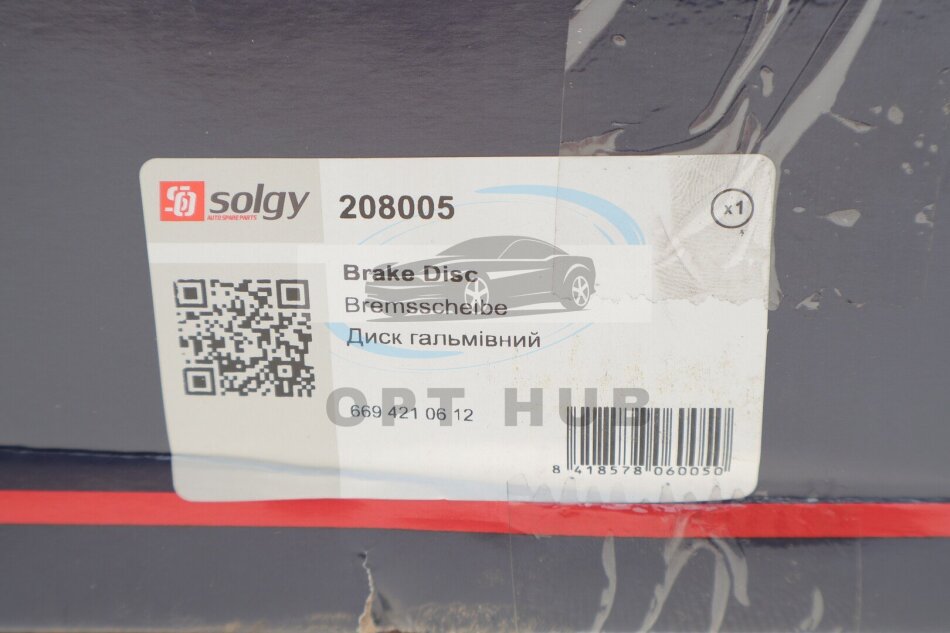 solgy
AUTO SPARE PARTS
208005
x1
Brake Disc
Bremsscheibe
Диск гальмівний
669 421 06 12
OPT HUB
8 418578 060050